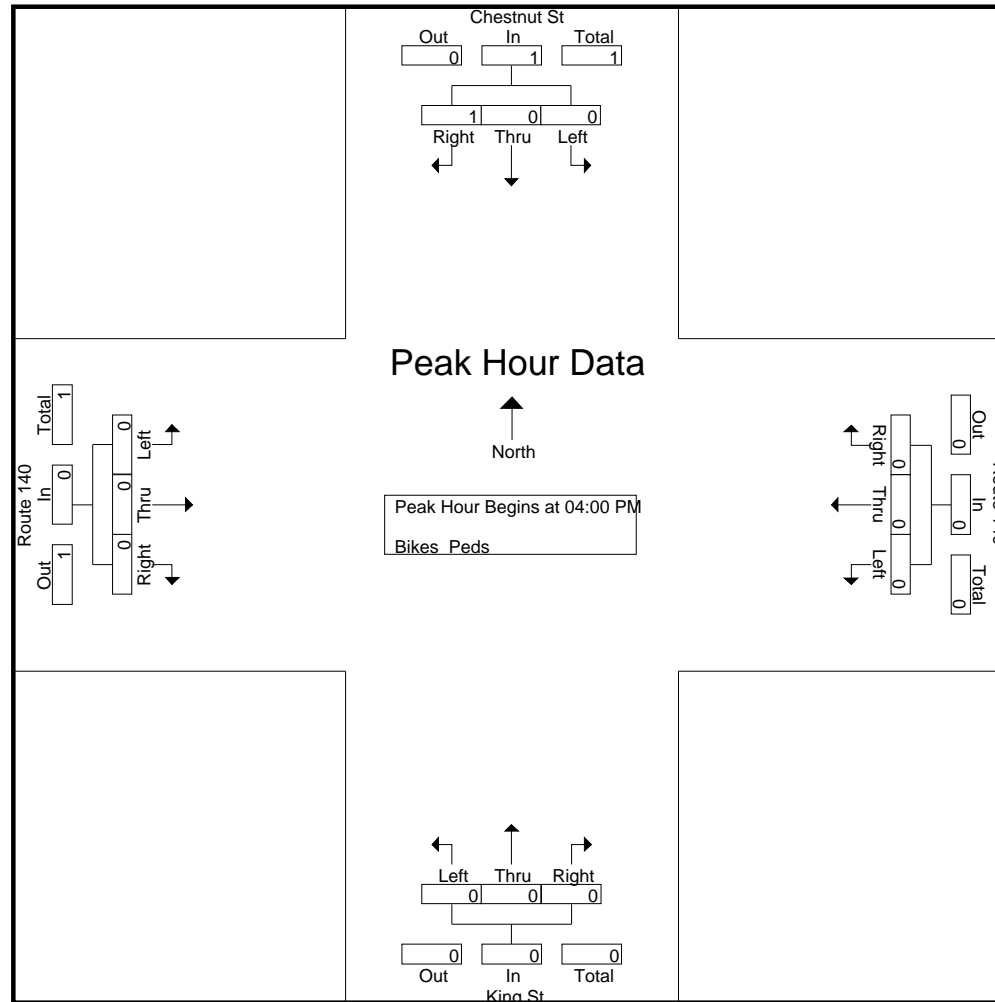 Chestnut St
Out In Total
0 1 1
1 0 0
Right Thru Left
Peak Hour Data
North
Peak Hour Begins at 04:00 PM
Bikes Peds
Route 140
Total In Out
1 0 1
0 0 0
Left Thru Right
Right Thru Left
0 0 0
0 0 0
Out In Total
Left Thru Right
0 0 0
0 0 0
Out In Total
King St